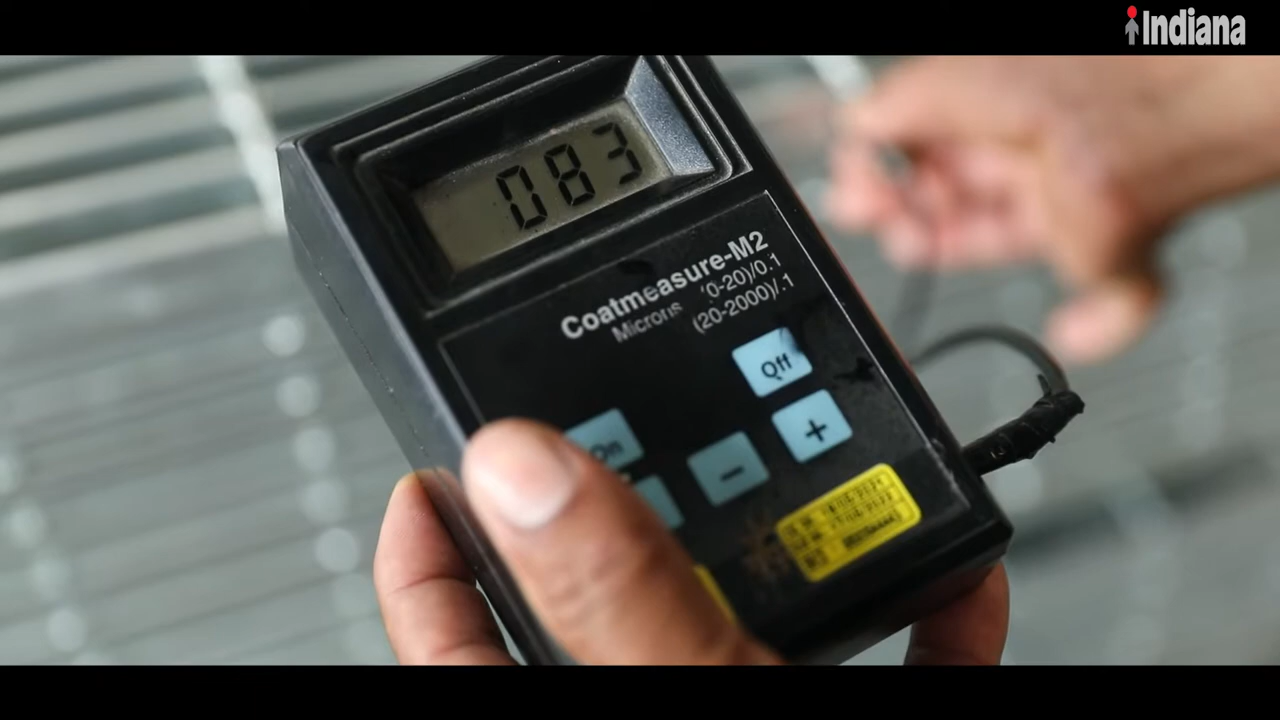 Indiana
083
Coatmeasure-M2
Microns (0-20)/0.1
(20-2000)/.1
Off
On
+
−